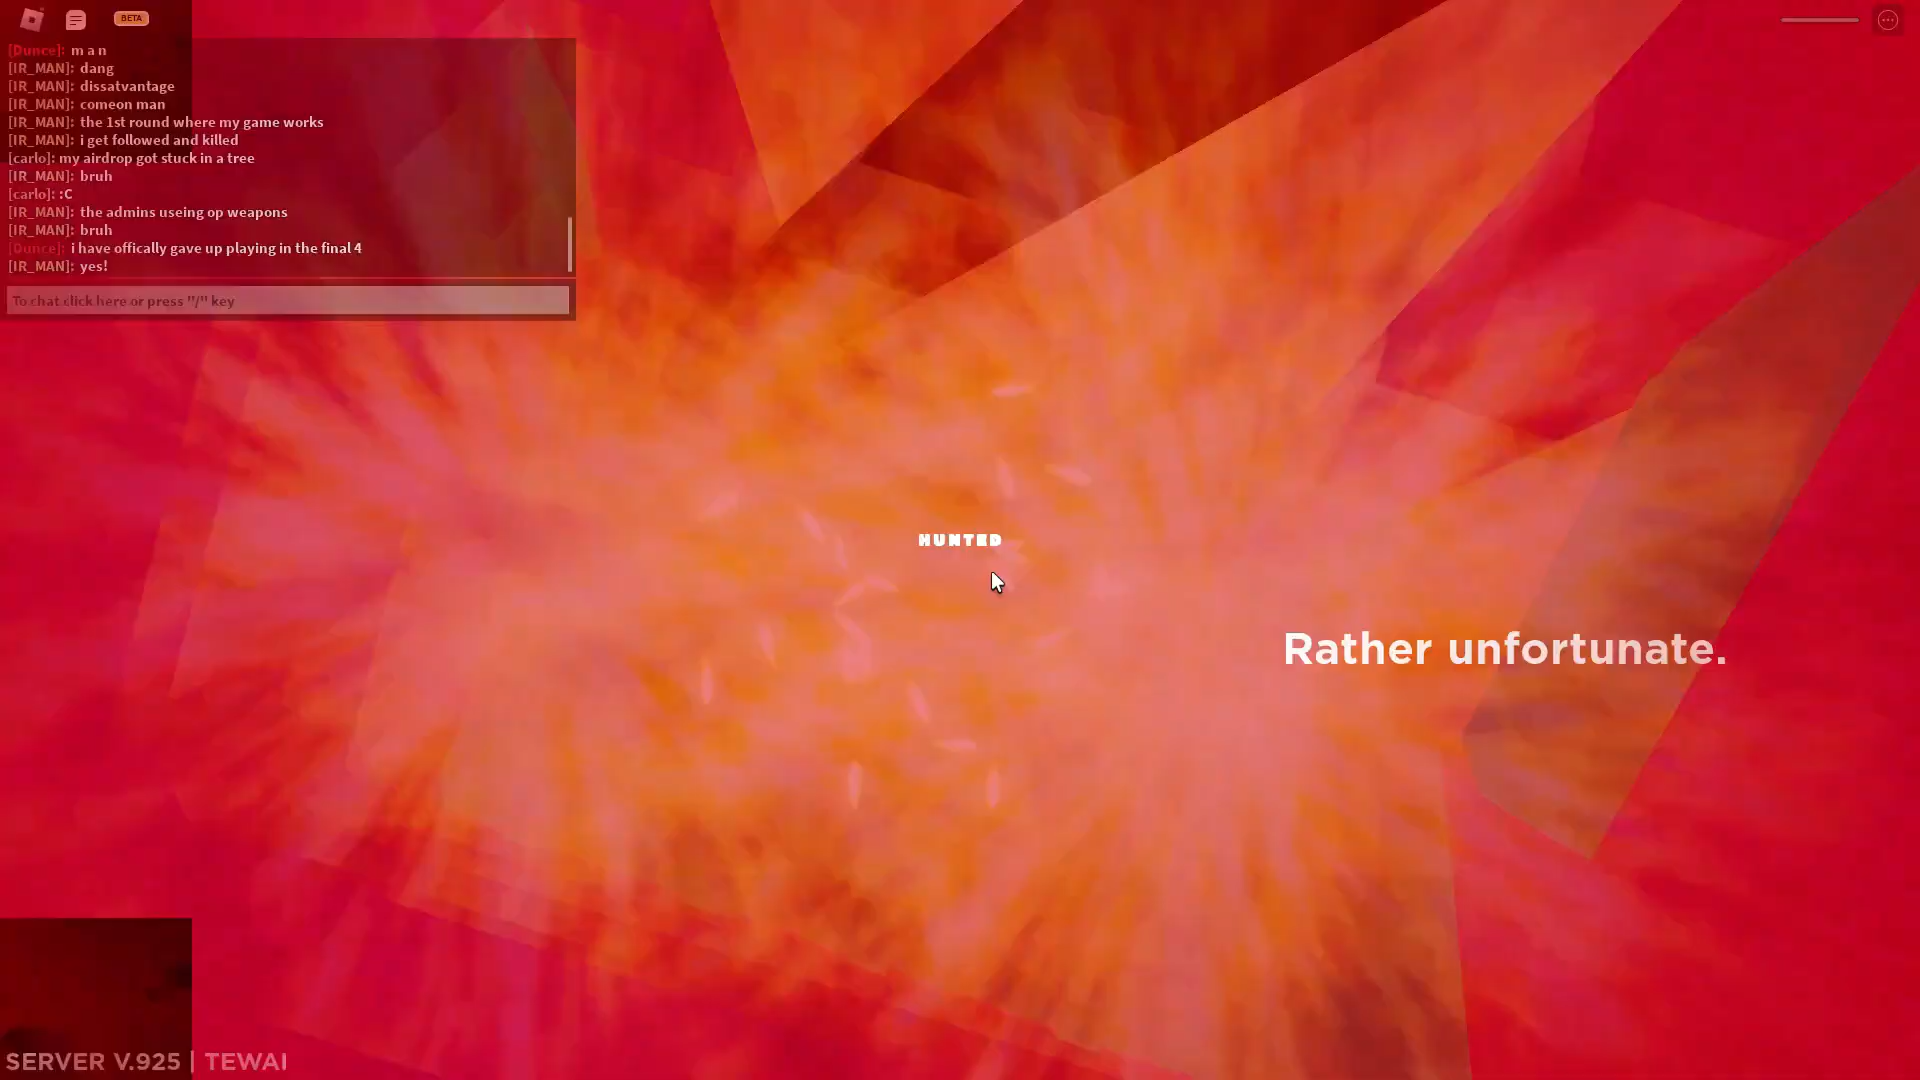 BETA
[Dunce]: m a n
[IR_MAN]: dang
[IR_MAN]: dissatvantage
[IR_MAN]: comeon man
[IR_MAN]: the 1st round where my game works
[IR_MAN]: i get followed and killed
[carlo]: my airdrop got stuck in a tree
[IR_MAN]: bruh
[carlo]: :C
[IR_MAN]: the admins useing op weapons
[IR_MAN]: bruh
[Dunce]: i have offically gave up playing in the final 4
[IR_MAN]: yes!
To chat click here or press "/" key
HUNTED
Rather unfortunate.
SERVER V.925 | TEWAI